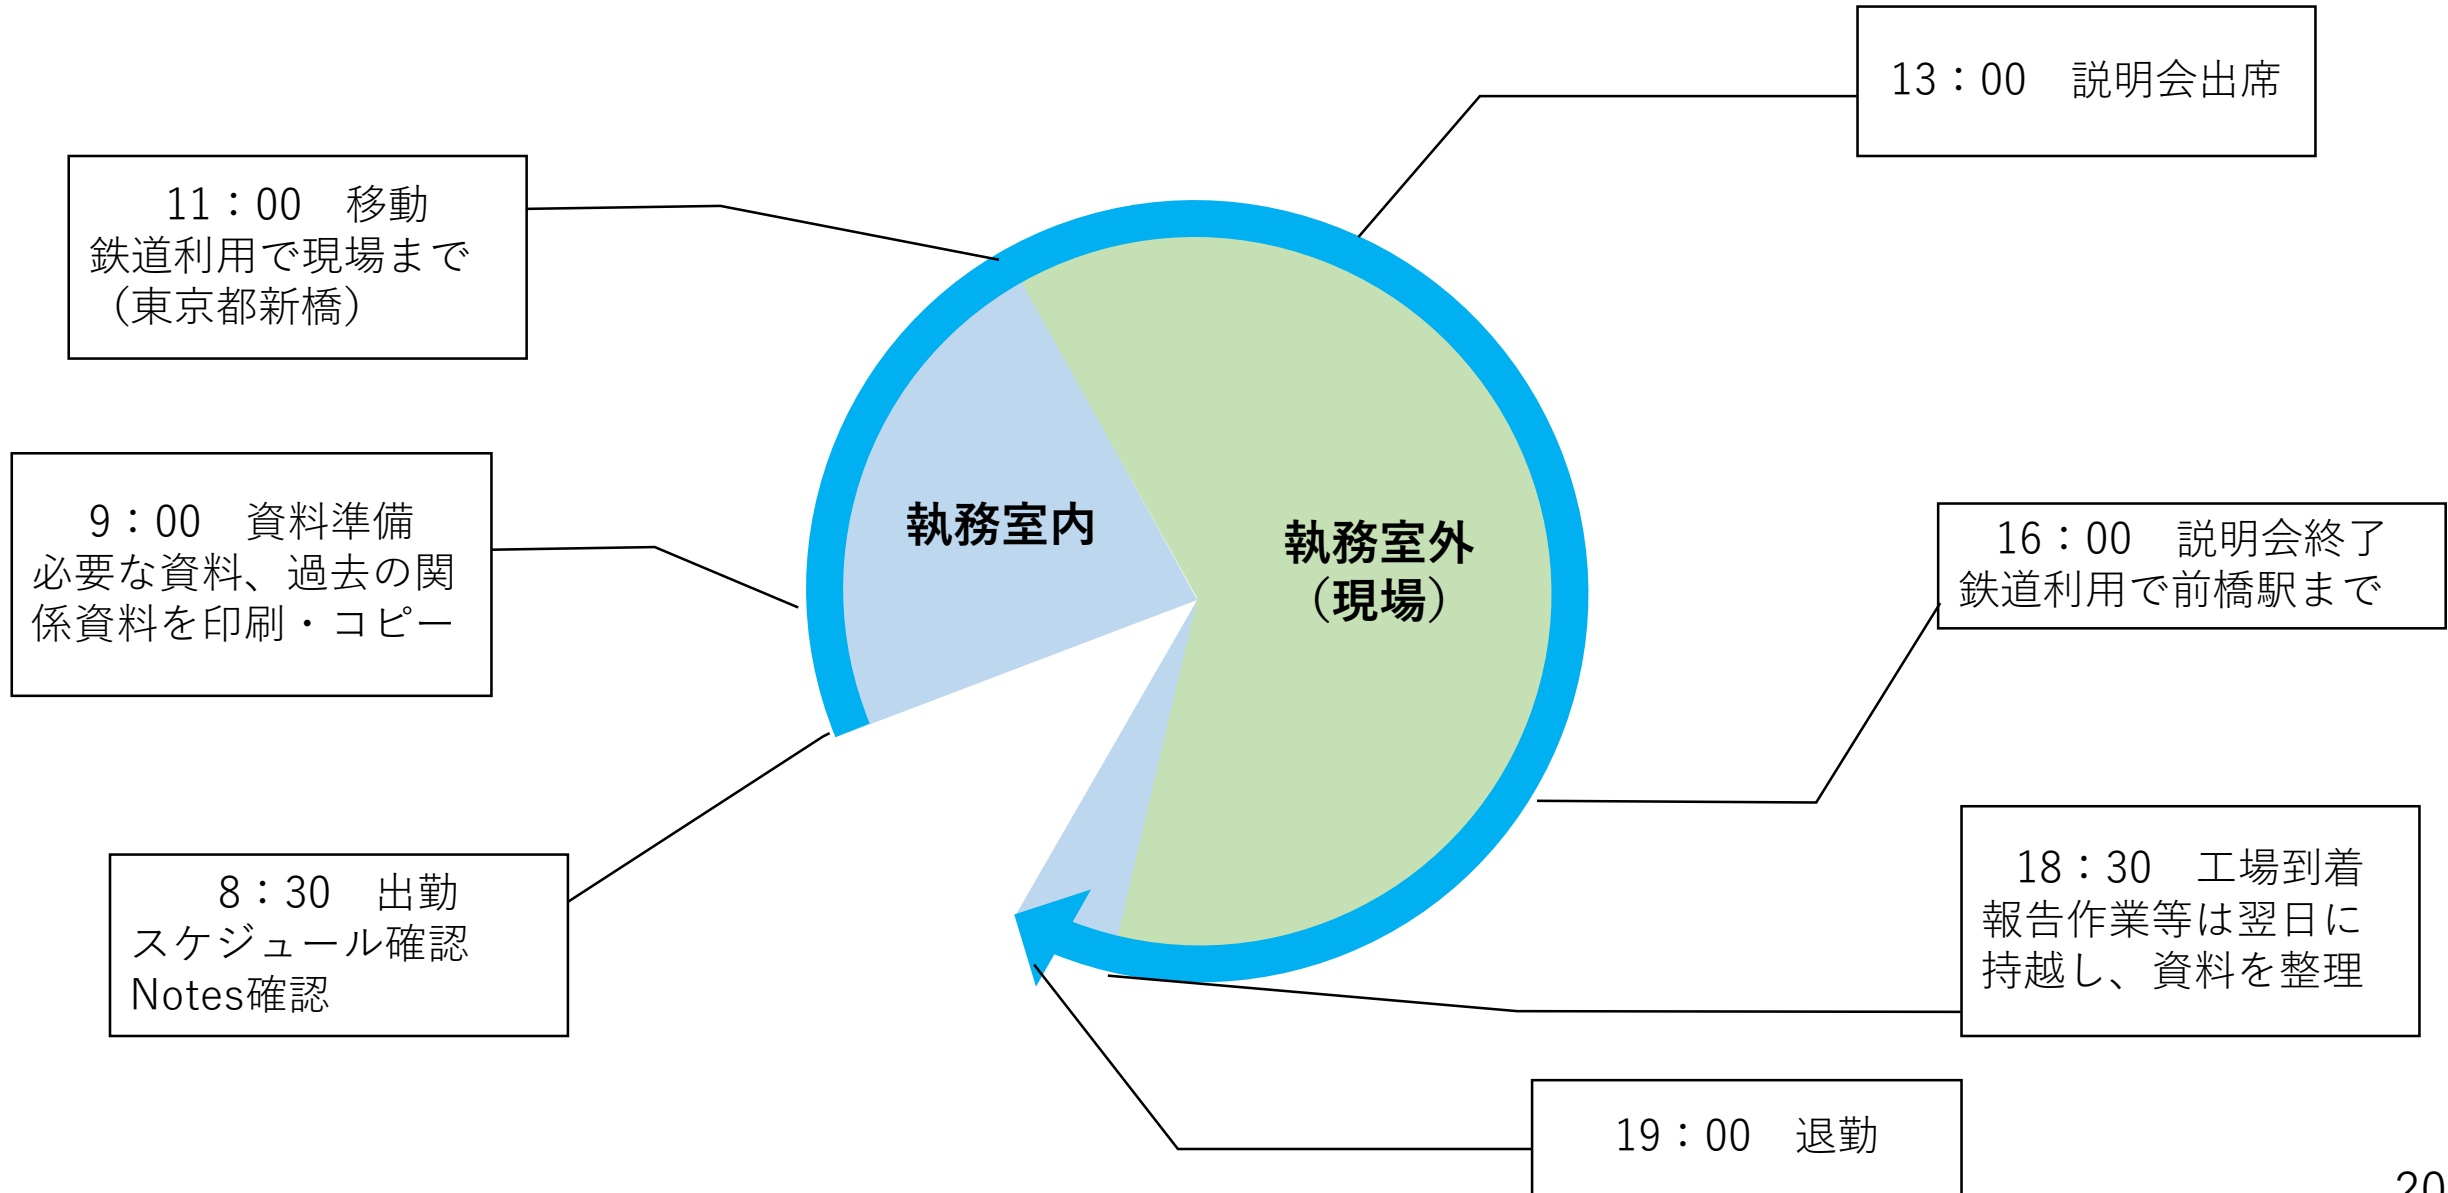 13：00　説明会出席
11：00　移動
鉄道利用で現場まで
（東京都新橋）
9：00　資料準備
必要な資料、過去の関
係資料を印刷・コピー
執務室内
執務室外
（現場）
16：00　説明会終了
鉄道利用で前橋駅まで
8：30　出勤
スケジュール確認
Notes確認
18：30　工場到着
報告作業等は翌日に
持越し、資料を整理
19：00　退勤
20